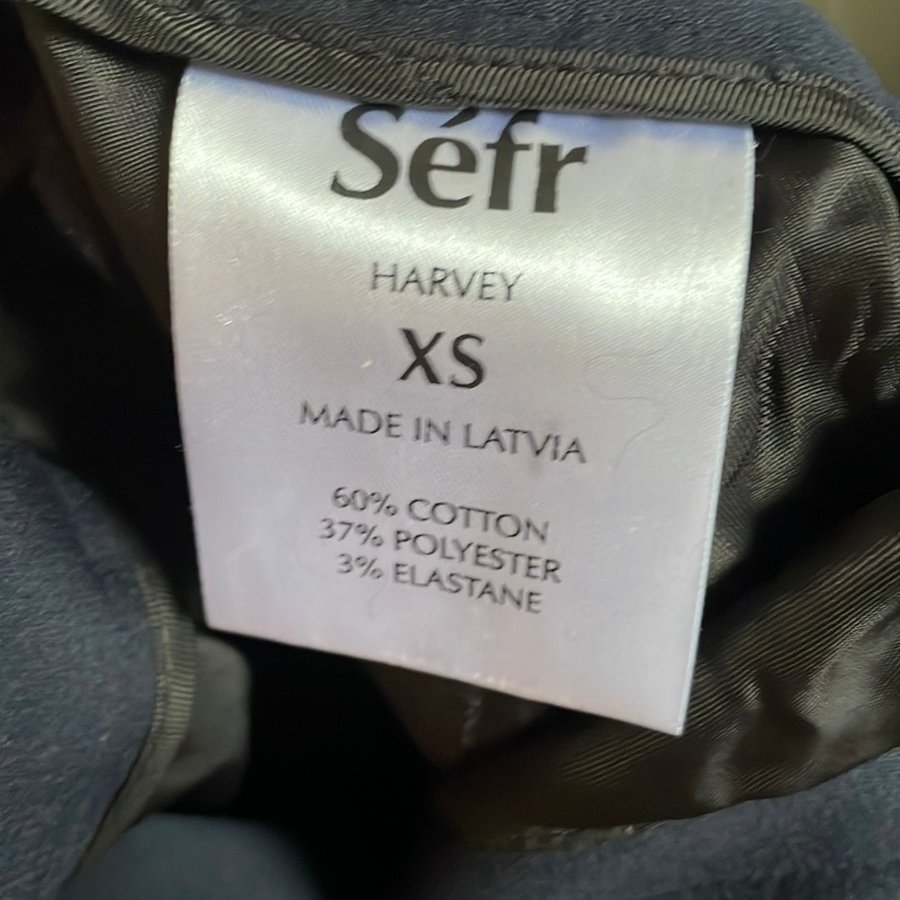 Séfr
HARVEY
XS
MADE IN LATVIA
60% COTTON
37% POLYESTER
3% ELASTANE